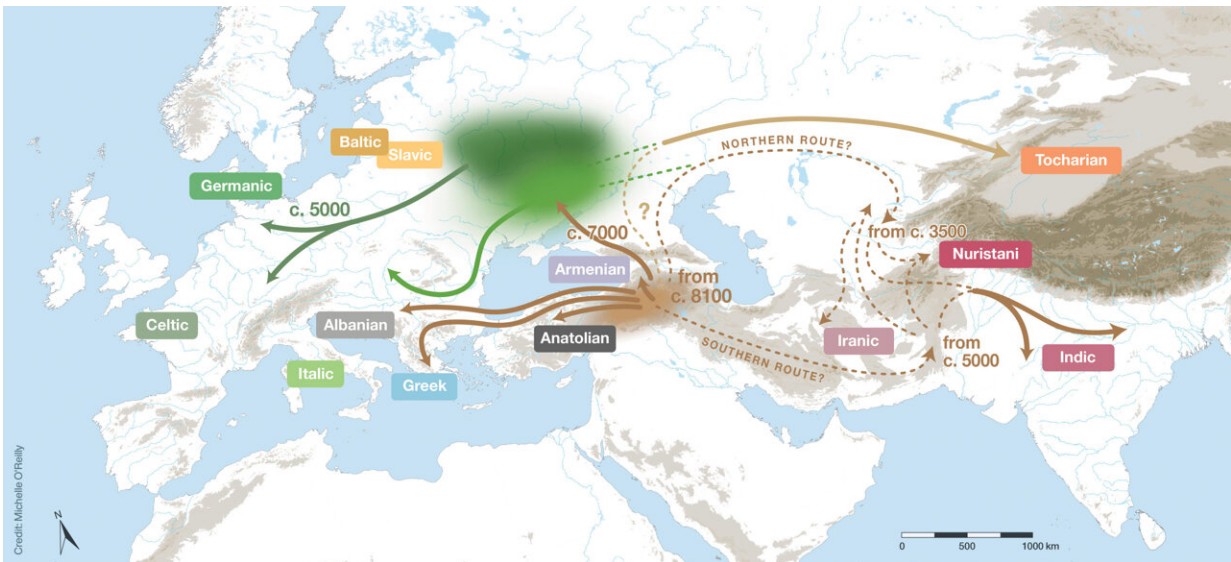 Baltic
Slavic
Germanic
c. 5000
NORTHERN ROUTE?
Tocharian
?
c. 7000
from c. 3500
Nuristani
Armenian
from
c. 8100
Celtic
Albanian
Anatolian
SOUTHERN ROUTE?
Iranic
from
c. 5000
Indic
Italic
Greek
Credit: Michelle O'Reilly
N
0
500
1000 km